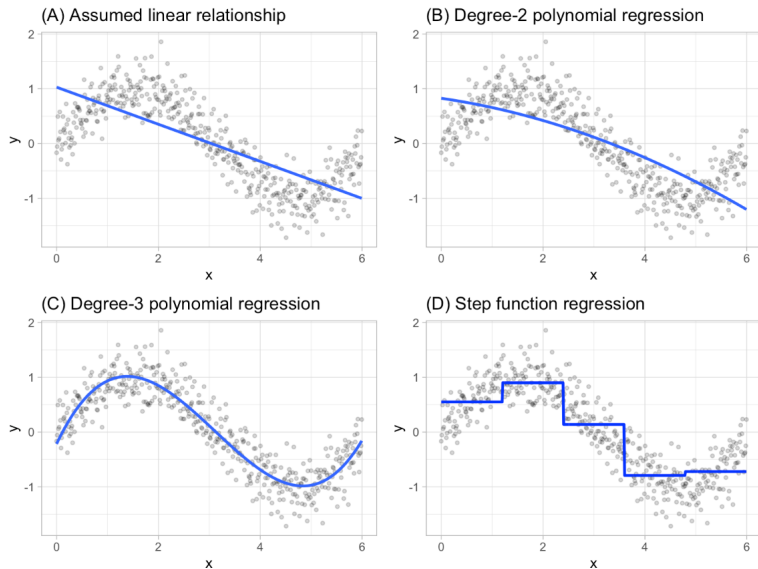 (A) Assumed linear relationship
(B) Degree-2 polynomial regression
2
1
0
-1
y
0
2
4
6
x
2
1
0
-1
y
0
2
4
6
x
(C) Degree-3 polynomial regression
(D) Step function regression
2
1
0
-1
y
0
2
4
6
x
2
1
0
-1
y
0
2
4
6
x